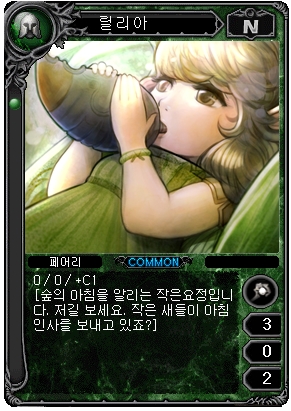 털리아
N
페어리
COMMON
0/0/+C1
[숲의 아침을 알리는 작은요정입니
다. 저길 보세요. 작은 새들이 아침
인사를 보내고 있죠?]
3
0
2